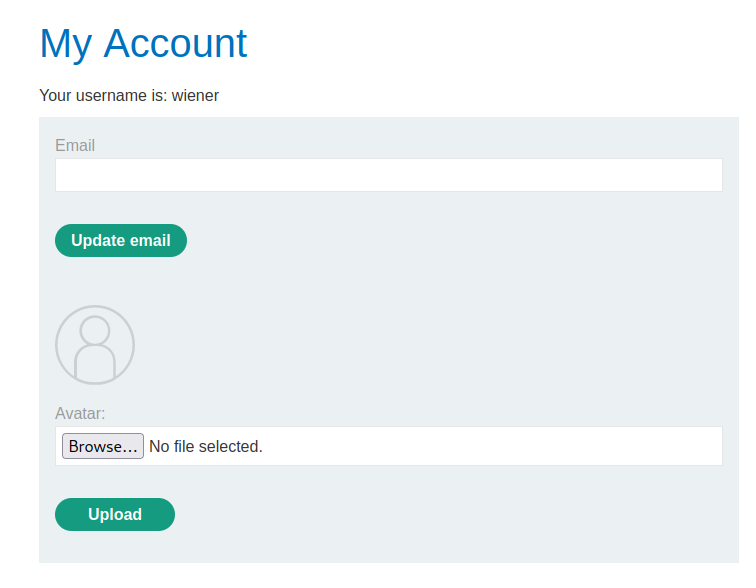 My Account
Your username is: wiener
Email
Update email
Avatar:
Browse... No file selected.
Upload